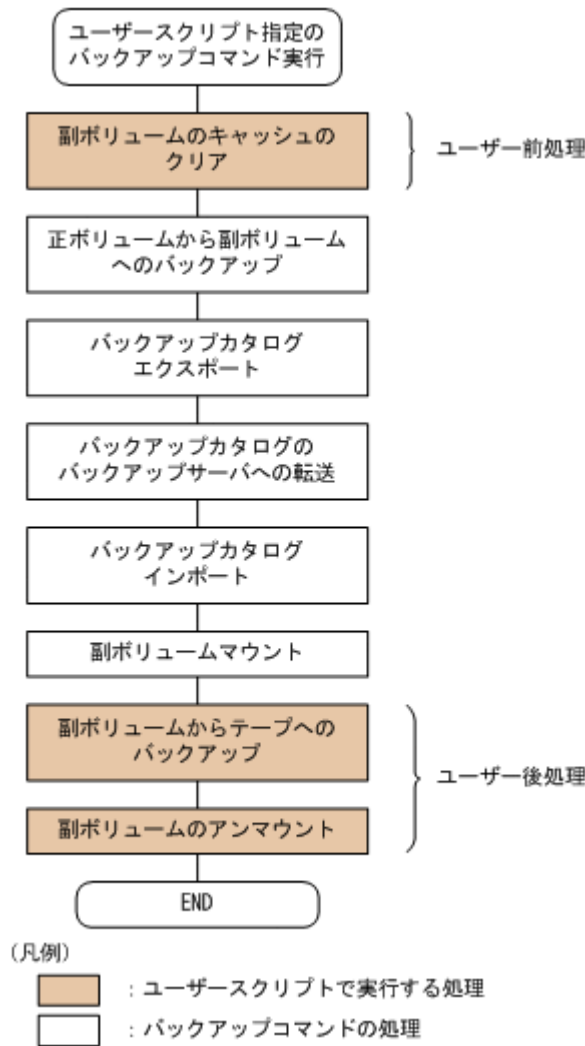 ユーザースクリプト指定の
バックアップコマンド実行
副ボリュームのキャッシュの
クリア
ユーザー前処理
正ボリュームから副ボリューム
へのバックアップ
バックアップカタログ
エクスポート
バックアップカタログの
バックアップサーバへの転送
バックアップカタログ
インポート
副ボリュームマウント
副ボリュームからテープへの
バックアップ
ユーザー後処理
副ボリュームのアンマウント
END
(凡例)
：ユーザースクリプトで実行する処理
：バックアップコマンドの処理